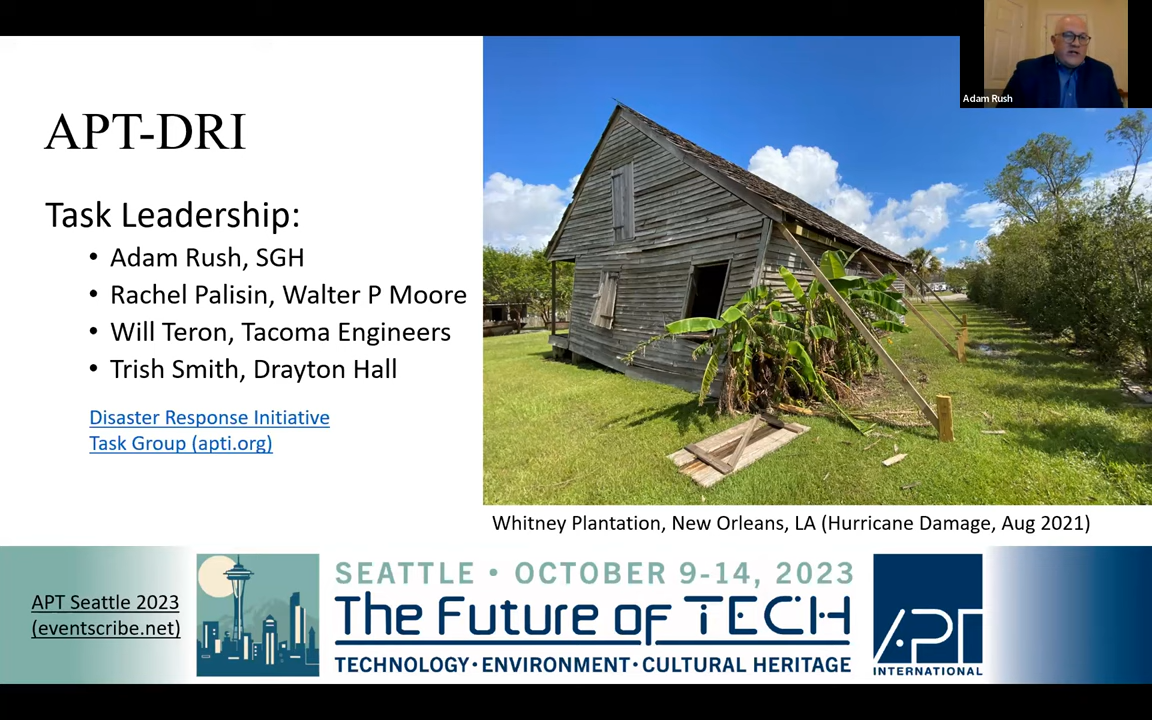 Adam Rush
APT-DRI
Task Leadership:
• Adam Rush, SGH
• Rachel Palisin, Walter P Moore
• Will Teron, Tacoma Engineers
• Trish Smith, Drayton Hall
Disaster Response Initiative
Task Group (apti.org)
Whitney Plantation, New Orleans, LA (Hurricane Damage, Aug 2021)
APT Seattle 2023
(eventscribe.net)
SEATTLE • OCTOBER 9-14, 2023
The Future of TECH
TECHNOLOGY • ENVIRONMENT • CULTURAL HERITAGE
APT
INTERNATIONAL